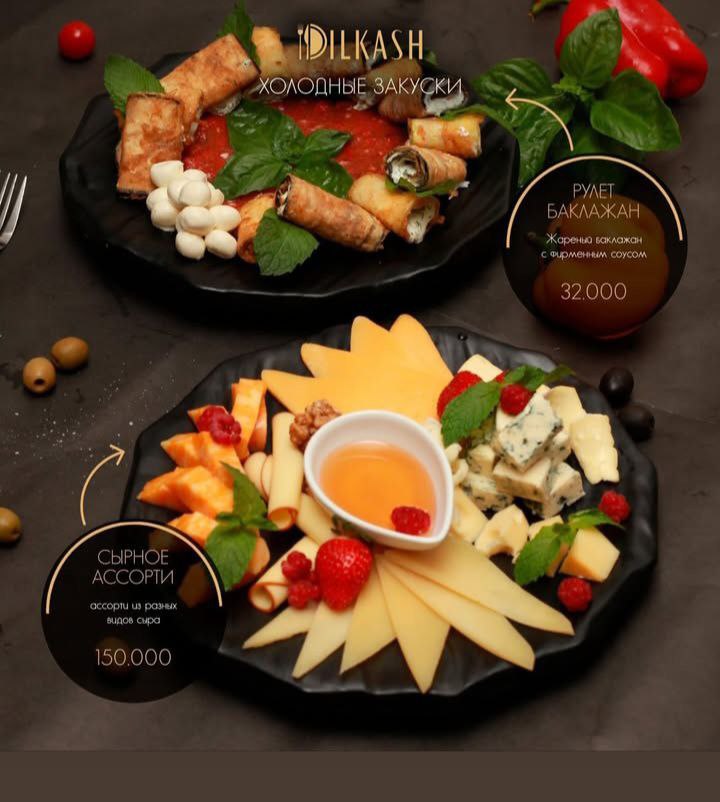 DILKASH
ХОЛОДНЫЕ ЗАКУСКИ
РУЛЕТ
БАКЛАЖАН
Жареный баклажан
с фирменным соусом
32.000
СЫРНОЕ
АССОРТИ
ассорти из разных
видов сыра
150.000